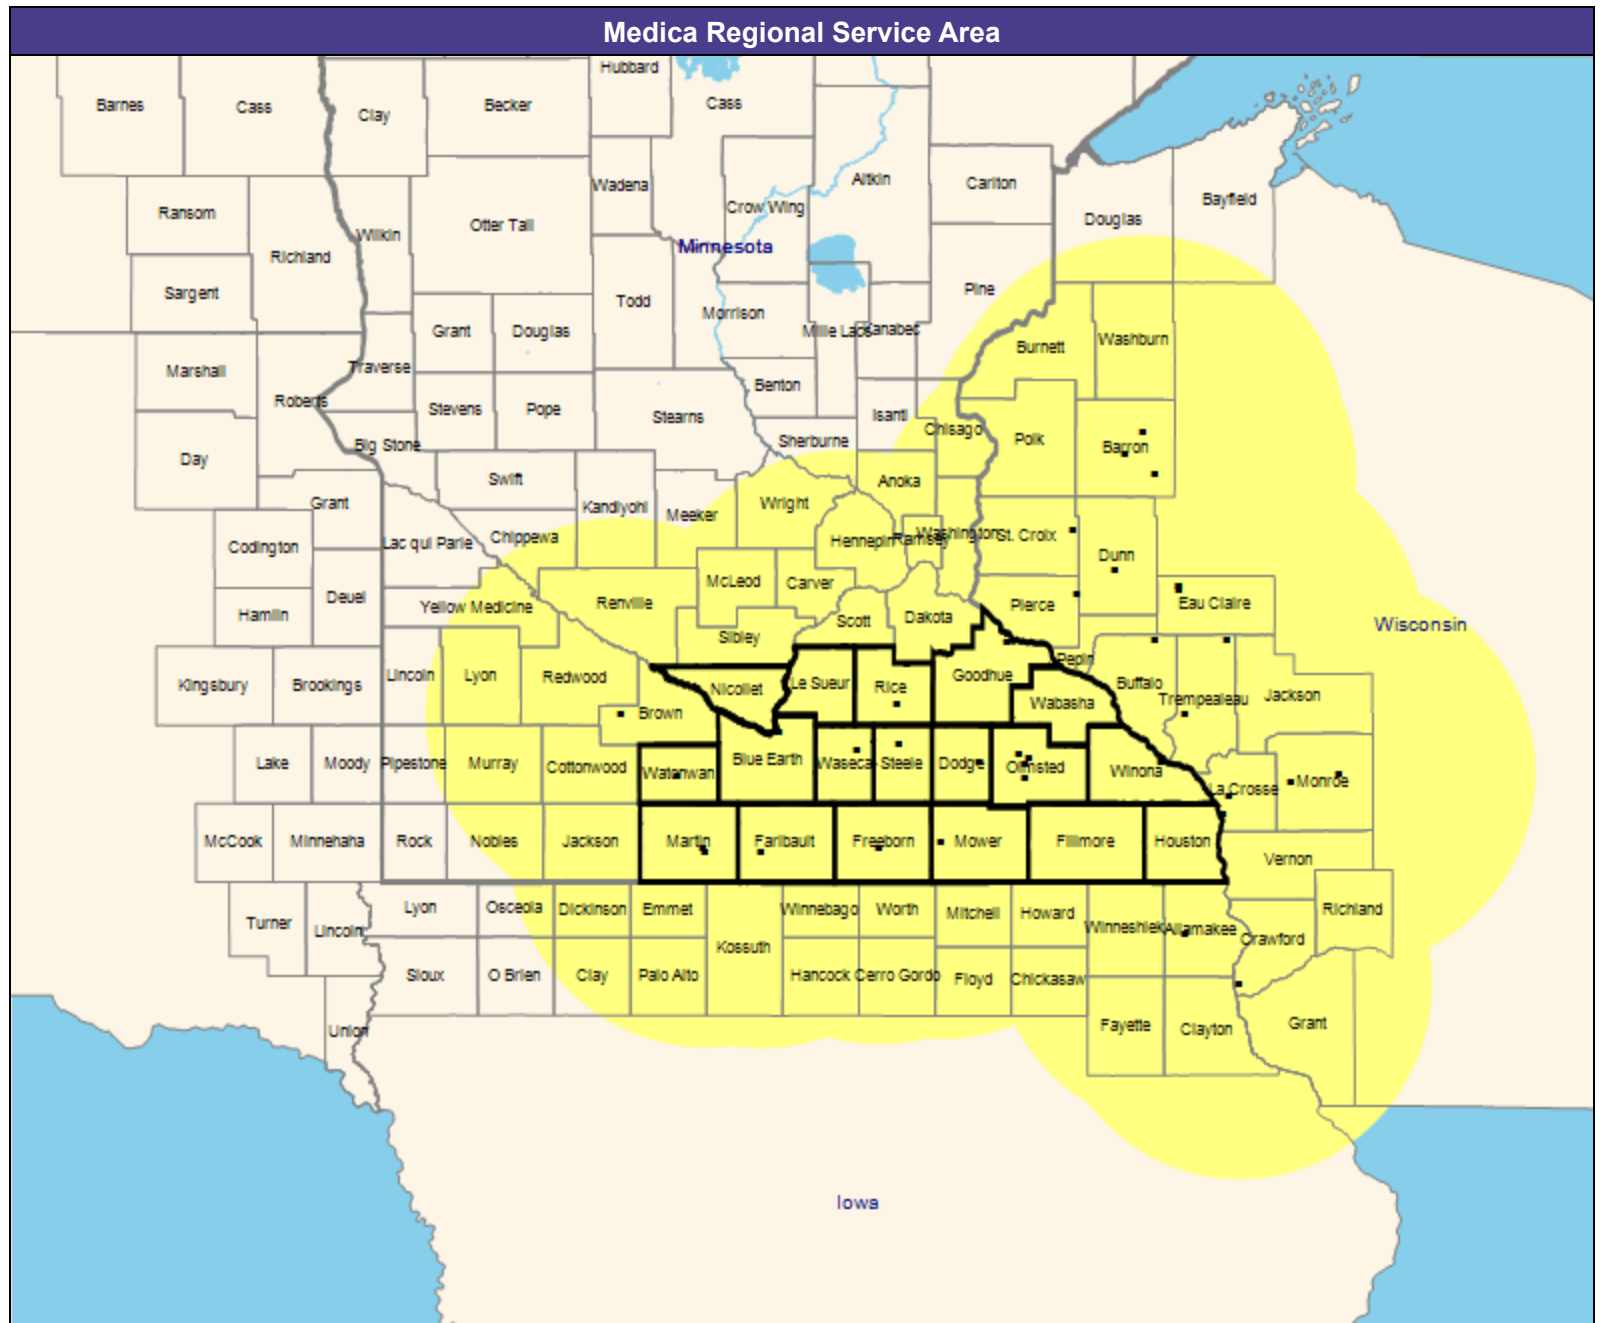 Medica Regional Service Area
Hubbard
Barnes
Cass
Clay
Becker
Cass
Wadena
Aitkin
Carlton
Ransom
Crow Wing
Douglas
Bayfield
Wilkin
Otter Tail
Minnesota
Richland
Sargent
Todd
Pine
Morrison
Grant
Douglas
Mille Lacs
Kanabec
Burnett
Washburn
Marshall
Traverse
Roberts
Benton
Stevens
Pope
Stearns
Isanti
Chisago
Polk
Barron
Big Stone
Sherburne
Day
Swift
Anoka
Grant
Kandiyohi
Meeker
Wright
Codington
Lac qui Parle
Chippewa
Hennepin
Ramsey
Washington
St. Croix
Dunn
Deuel
McLeod
Carver
Hamlin
Yellow Medicine
Renville
Pierce
Eau Claire
Scott
Dakota
Wisconsin
Sibley
Pepin
Kingsbury
Brookings
Lincoln
Lyon
Redwood
Nicollet
Le Sueur
Rice
Goodhue
Buffalo
Trempealeau
Jackson
Brown
Wabasha
Lake
Moody
Pipestone
Murray
Cottonwood
Watonwan
Blue Earth
Waseca
Steele
Dodge
Olmsted
Winona
La Crosse
Monroe
McCook
Minnehaha
Rock
Nobles
Jackson
Martin
Faribault
Freeborn
Mower
Fillmore
Houston
Vernon
Turner
Lincoln
Lyon
Osceola
Dickinson
Emmet
Winnebago
Worth
Mitchell
Howard
Winneshiek
Allamakee
Crawford
Richland
Kossuth
Sioux
O Brien
Clay
Palo Alto
Hancock
Cerro Gordo
Floyd
Chickasaw
Union
Fayette
Clayton
Grant
Iowa